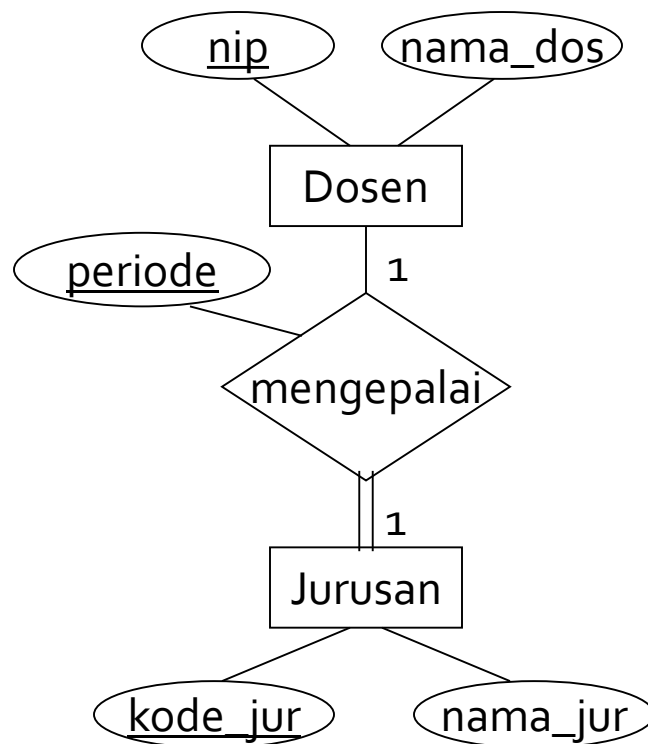 nip
nama_dos
Dosen
periode
1
mengepalai
1
Jurusan
kode_jur
nama_jur